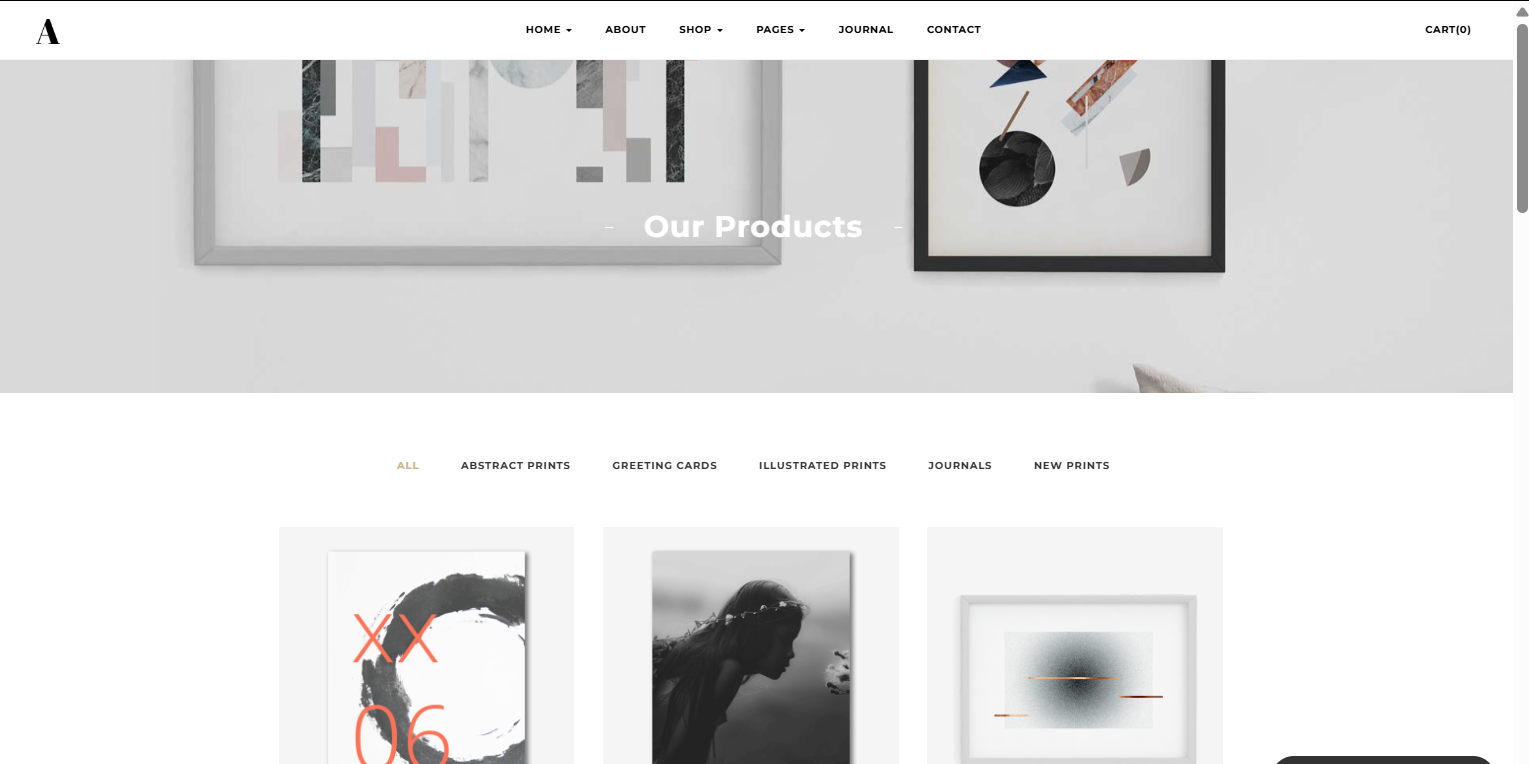 A
HOME
ABOUT
SHOP
PAGES
JOURNAL
CONTACT
CART(0)
Our Products
ALL
ABSTRACT PRINTS
GREETING CARDS
ILLUSTRATED PRINTS
JOURNALS
NEW PRINTS
XX
06